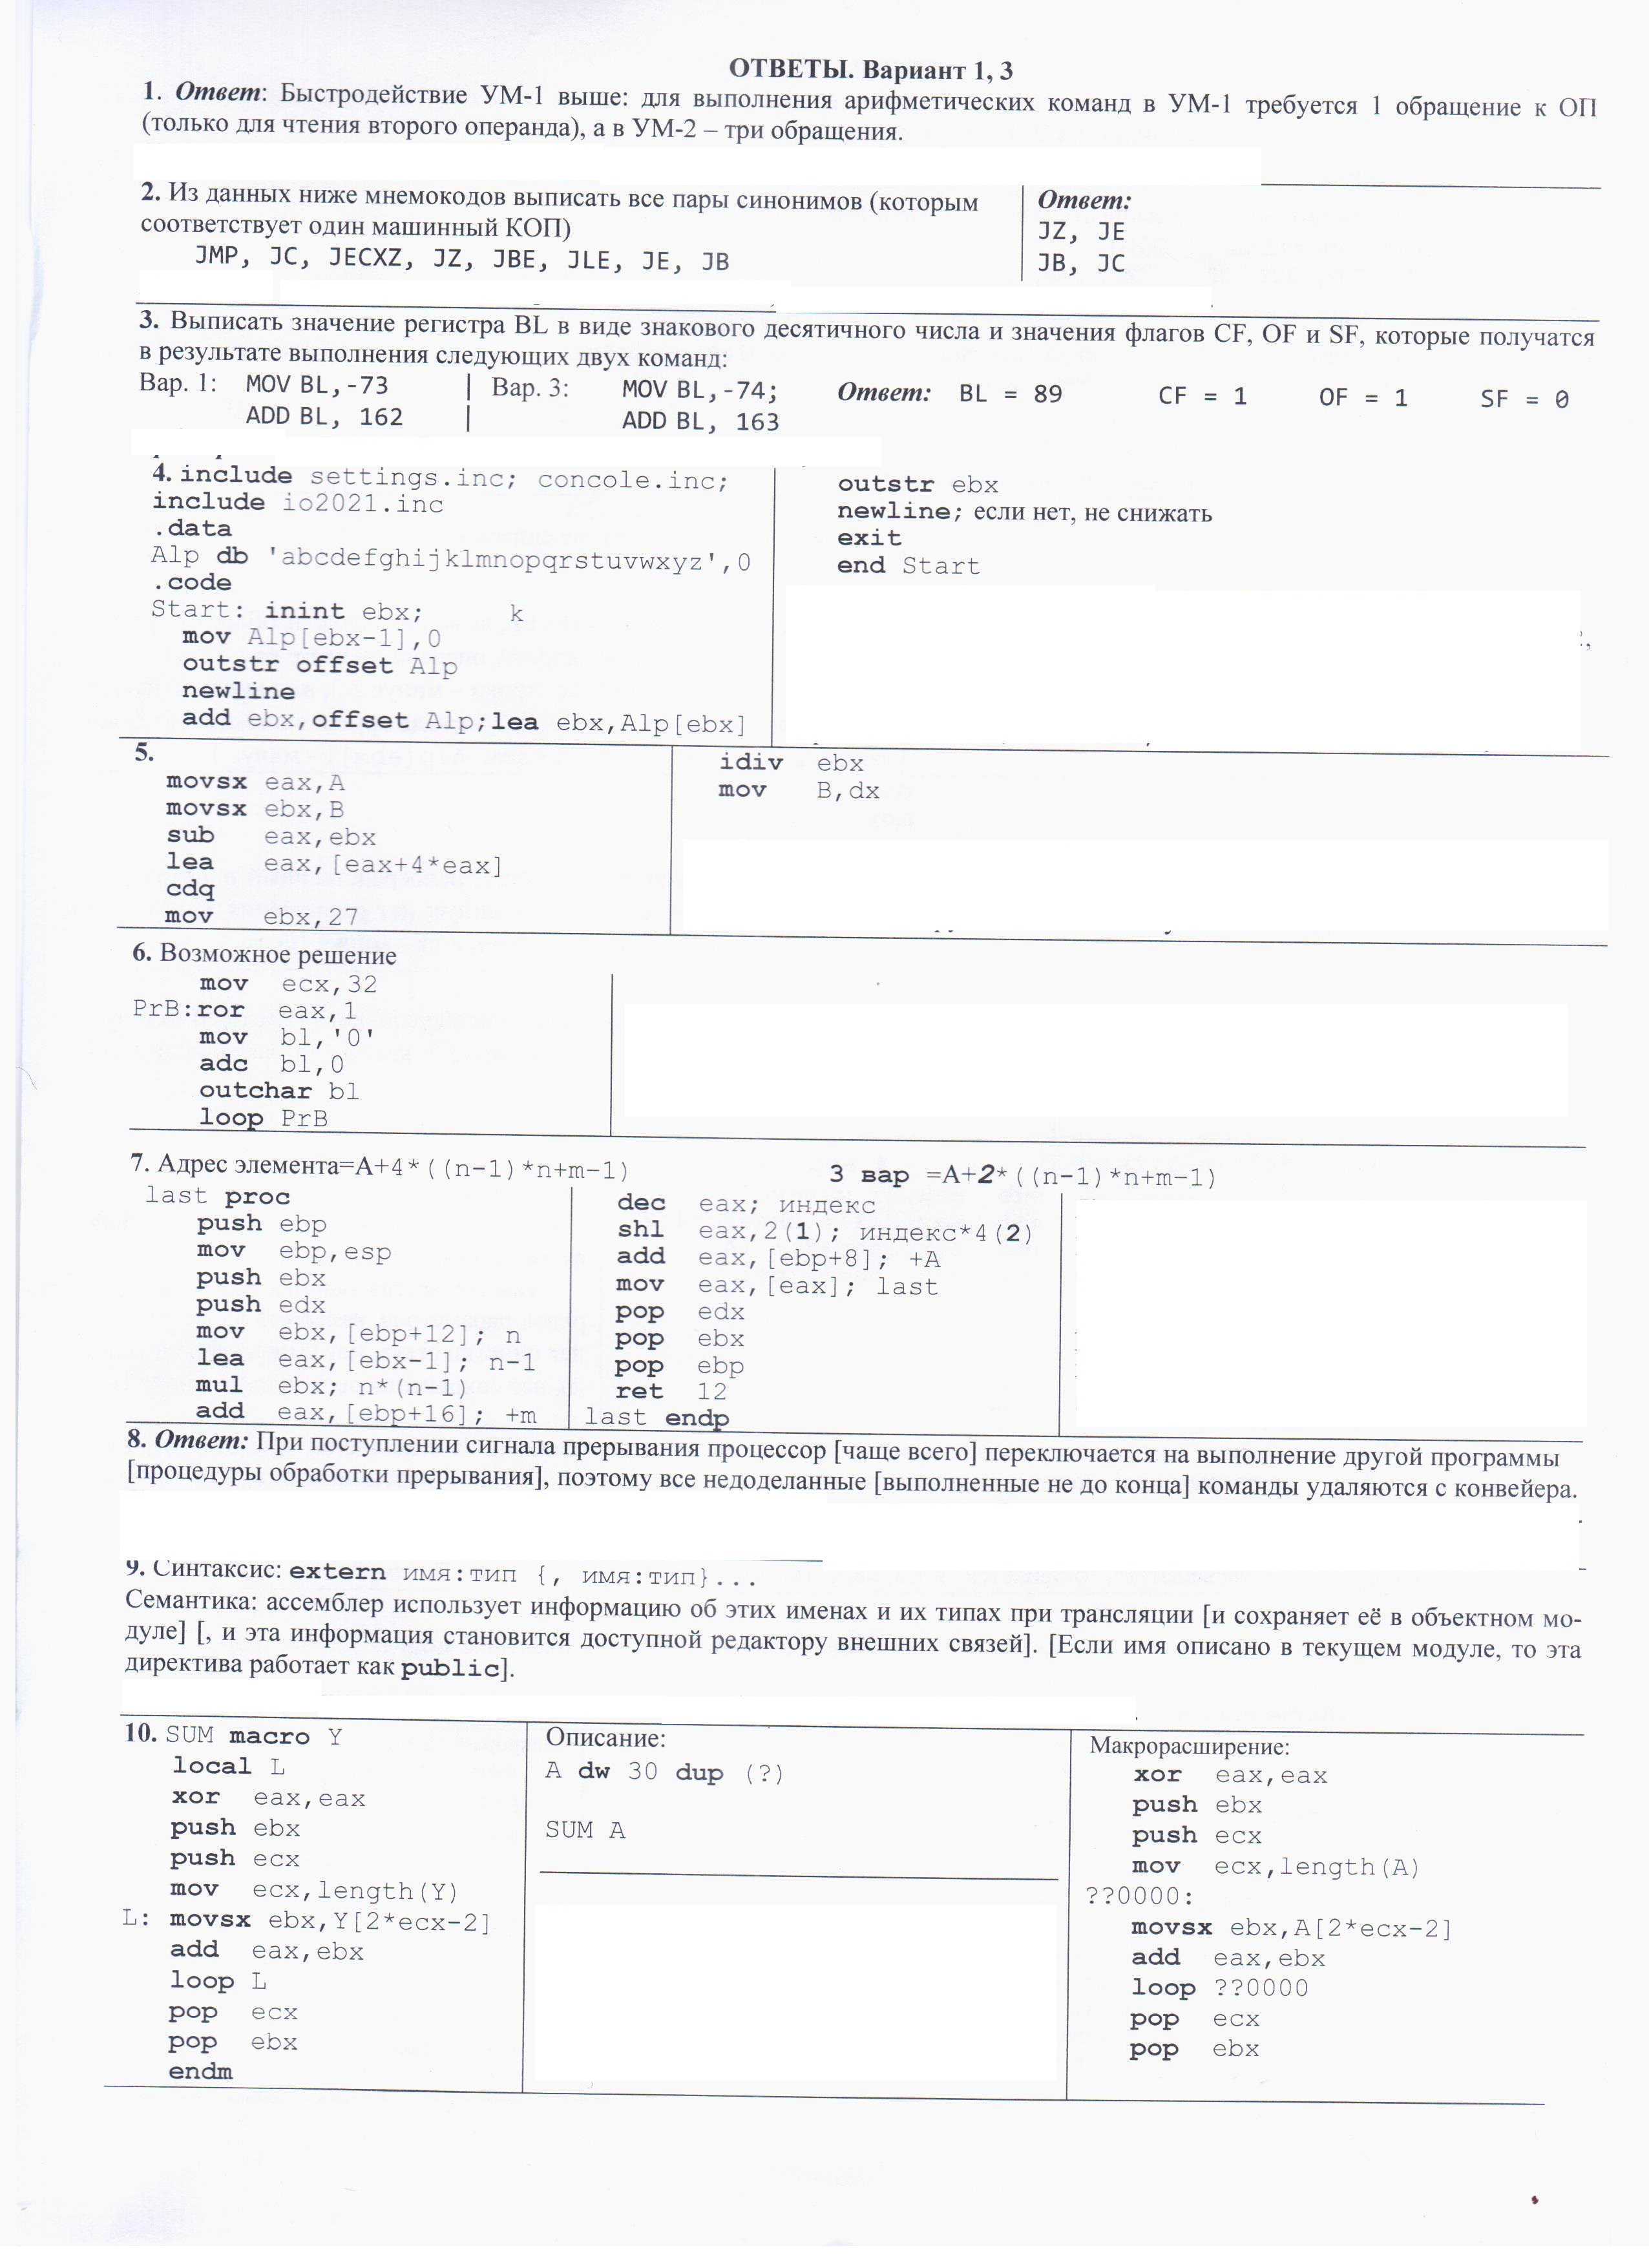 ОТВЕТЫ. Вариант 1, 3
1. Ответ: Быстродействие УМ-1 выше: для выполнения арифметических команд в УМ-1 требуется 1 обращение к ОП
(только для чтения второго операнда), а в УМ-2 – три обращения.
2. Из данных ниже мнемокодов выписать все пары синонимов (которым
соответствует один машинный КОП)
JMP, JC, JECXZ, JZ, JBE, JLE, JE, JB
Ответ:
JZ, JE
JB, JC
3. Выписать значение регистра BL в виде знакового десятичного числа и значения флагов CF, OF и SF, которые получатся
в результате выполнения следующих двух команд:
Вар. 1: MOV BL,-73 | Вар. 3: MOV BL,-74; Ответ: BL = 89 CF = 1 OF = 1 SF = 0
ADD BL, 162 | ADD BL, 163
4. include settings.inc; concole.inc;
include io2021.inc
.data
Alp db 'abcdefghijklmnopqrstuvwxyz',0
.code
Start: inint ebx; k
mov Alp[ebx-1],0
outstr offset Alp
newline
add ebx,offset Alp;lea ebx,Alp[ebx]
outstr ebx
newline; если нет, не снижать
exit
end Start
5.
movsx eax,A
movsx ebx,B
sub eax,ebx
lea eax,[eax+4*eax]
cdq
mov ebx,27
idiv ebx
mov B,dx
6. Возможное решение
mov ecx,32
PrB:ror eax,1
mov bl,'0'
adc bl,0
outchar bl
loop PrB
7. Адрес элемента=A+4*((n-1)*n+m-1) 3 вар =A+2*((n-1)*n+m-1)
last proc
push ebp
mov ebp,esp
push ebx
push edx
mov ebx,[ebp+12]; n
lea eax,[ebx-1]; n-1
mul ebx; n*(n-1)
add eax,[ebp+16]; +m
dec eax; индекс
shl eax,2(1); индекс*4(2)
add eax,[ebp+8]; +A
mov eax,[eax]; last
pop edx
pop ebx
pop ebp
ret 12
last endp
8. Ответ: При поступлении сигнала прерывания процессор [чаще всего] переключается на выполнение другой программы
[процедуры обработки прерывания], поэтому все недоделанные [выполненные не до конца] команды удаляются с конвейера.
9. Синтаксис: extern имя:тип {, имя:тип}...
Семантика: ассемблер использует информацию об этих именах и их типах при трансляции [и сохраняет её в объектном мо-
дуле] [, и эта информация становится доступной редактору внешних связей]. [Если имя описано в текущем модуле, то эта
директива работает как public].
10. SUM macro Y
local L
xor eax,eax
push ebx
push ecx
mov ecx,length(Y)
L: movsx ebx,Y[2*ecx-2]
add eax,ebx
loop L
pop ecx
pop ebx
endm
Описание:
A dw 30 dup (?)
SUM A
Макрорасширение:
xor eax,eax
push ebx
push ecx
mov ecx,length(A)
??0000:
movsx ebx,A[2*ecx-2]
add eax,ebx
loop ??0000
pop ecx
pop ebx